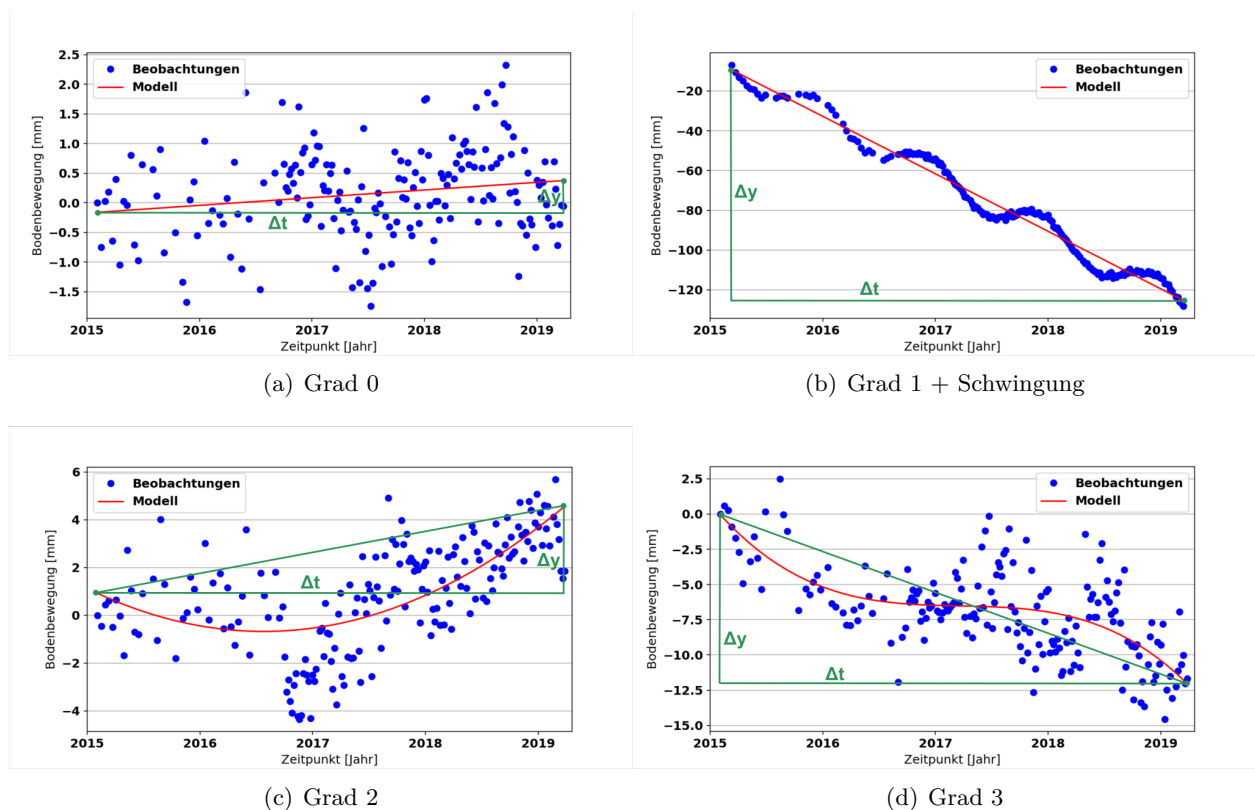 2.5
2.0
1.5
1.0
0.5
0.0
−0.5
−1.0
−1.5
Bodenbewegung [mm]
Beobachtungen
Modell
Δy
Δt
2015 2016 2017 2018 2019
Zeitpunkt [Jahr]
(a) Grad 0
−20
−40
−60
−80
−100
−120
Bodenbewegung [mm]
Beobachtungen
Modell
Δy
Δt
2015 2016 2017 2018 2019
Zeitpunkt [Jahr]
(b) Grad 1 + Schwingung
6
4
2
0
−2
−4
Bodenbewegung [mm]
Beobachtungen
Modell
Δy
Δt
2015 2016 2017 2018 2019
Zeitpunkt [Jahr]
(c) Grad 2
2.5
0.0
−2.5
−5.0
−7.5
−10.0
−12.5
−15.0
Bodenbewegung [mm]
Beobachtungen
Modell
Δy
Δt
2015 2016 2017 2018 2019
Zeitpunkt [Jahr]
(d) Grad 3